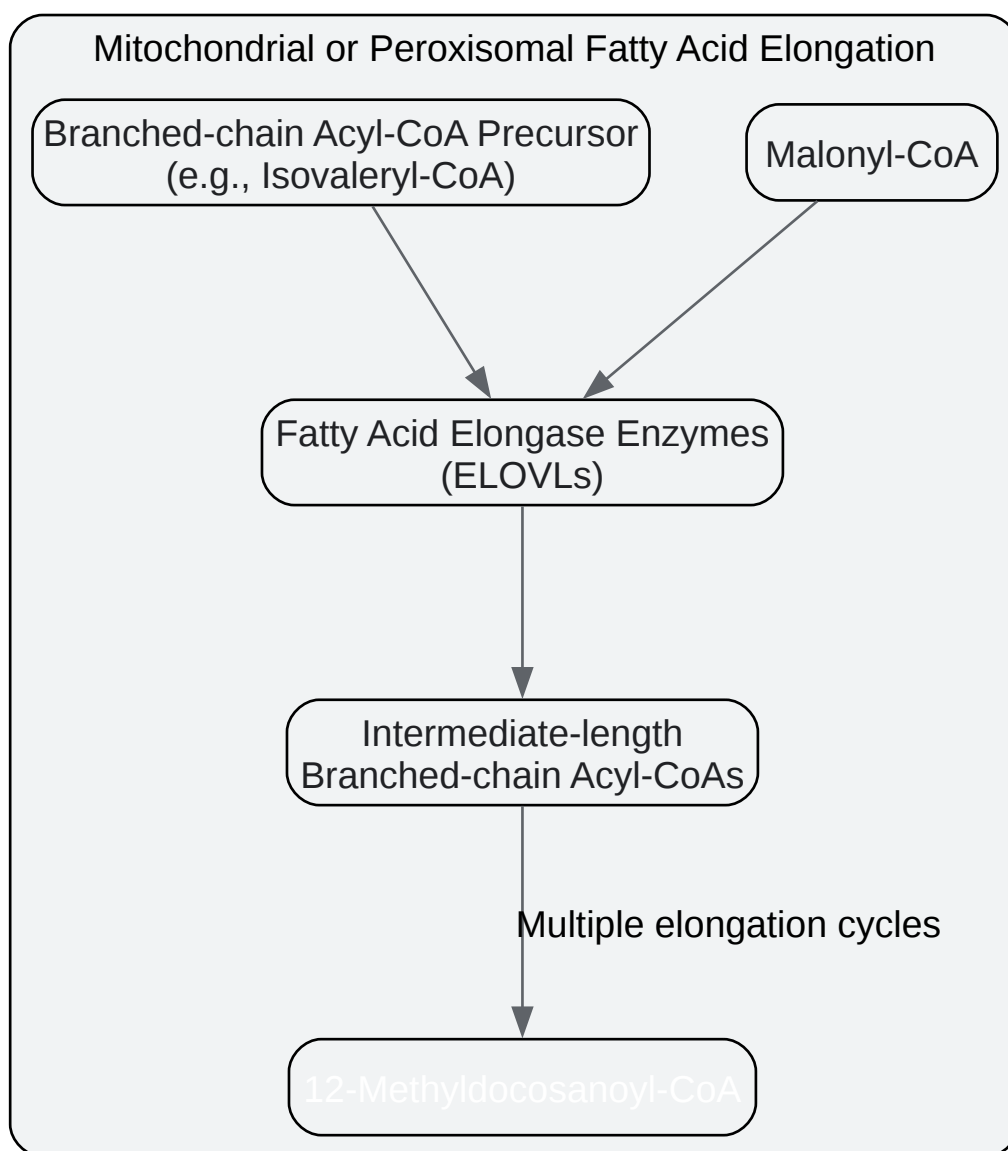 Mitochondrial or Peroxisomal Fatty Acid Elongation
Branched-chain Acyl-CoA Precursor
(e.g., Isovaleryl-CoA)
Malonyl-CoA
Fatty Acid Elongase Enzymes
(ELOVLs)
Intermediate-length
Branched-chain Acyl-CoAs
Multiple elongation cycles
12-Methyldocosanoyl-CoA